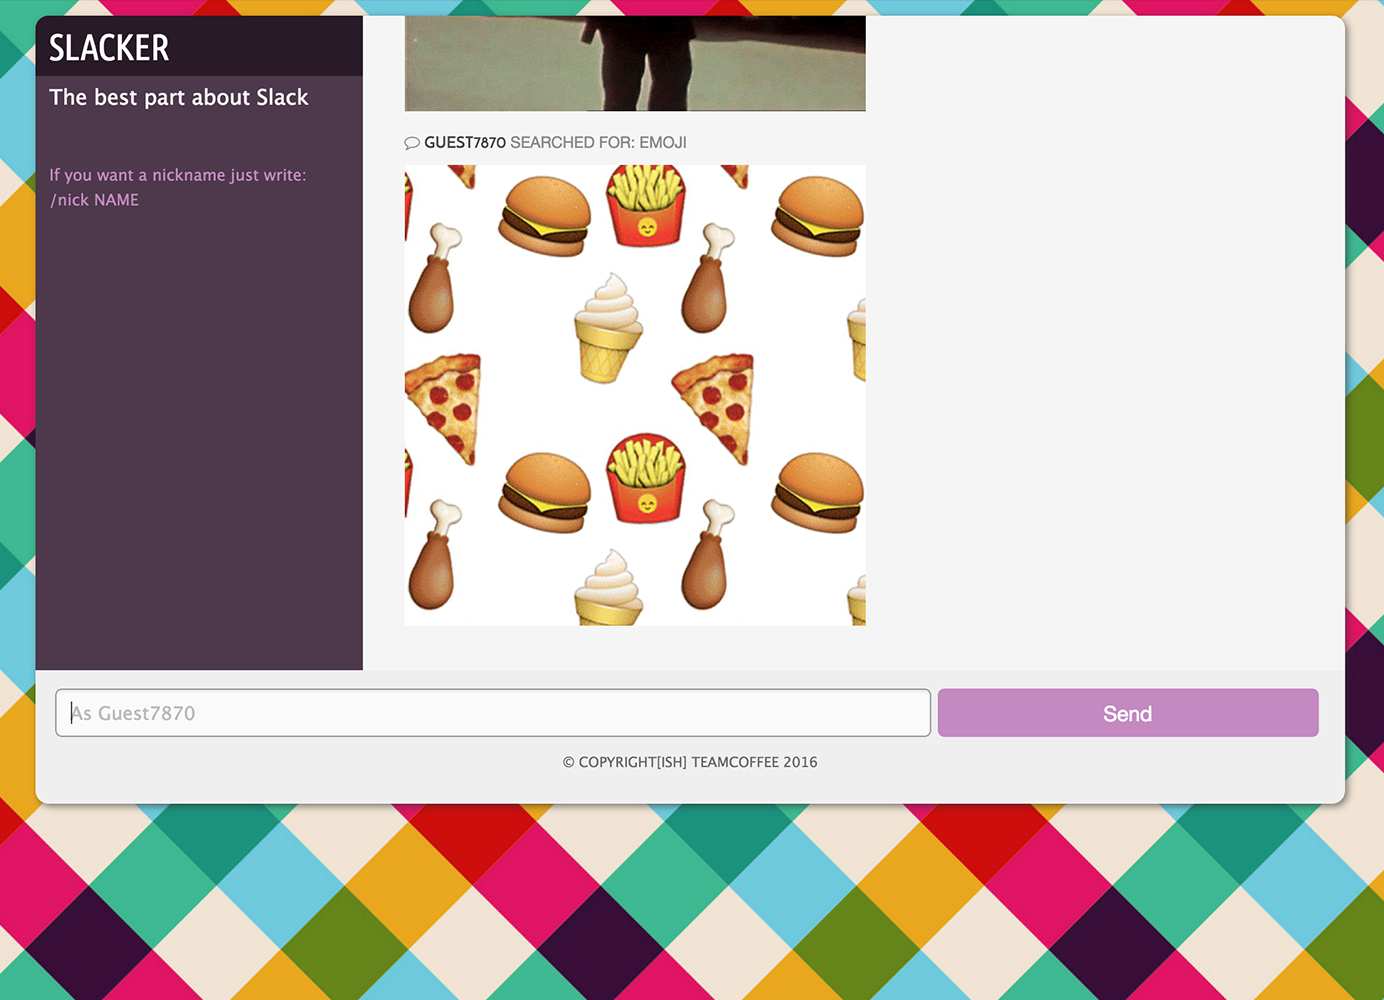 SLACKER
The best part about Slack
If you want a nickname just write:
/nick NAME
GUEST7870 SEARCHED FOR: EMOJI
As Guest7870
Send
© COPYRIGHT[ISH] TEAMCOFFEE 2016